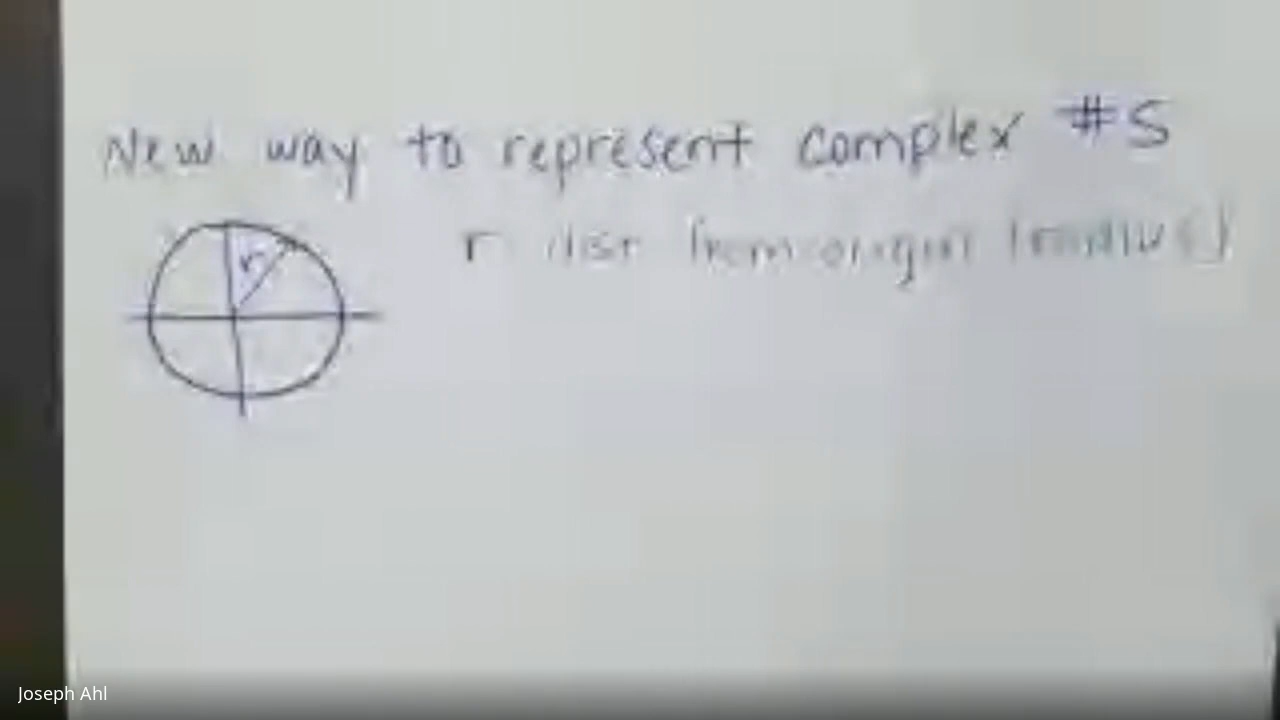 New way to represent complex #s
r
r dist from origin (radius)
Joseph Ahl